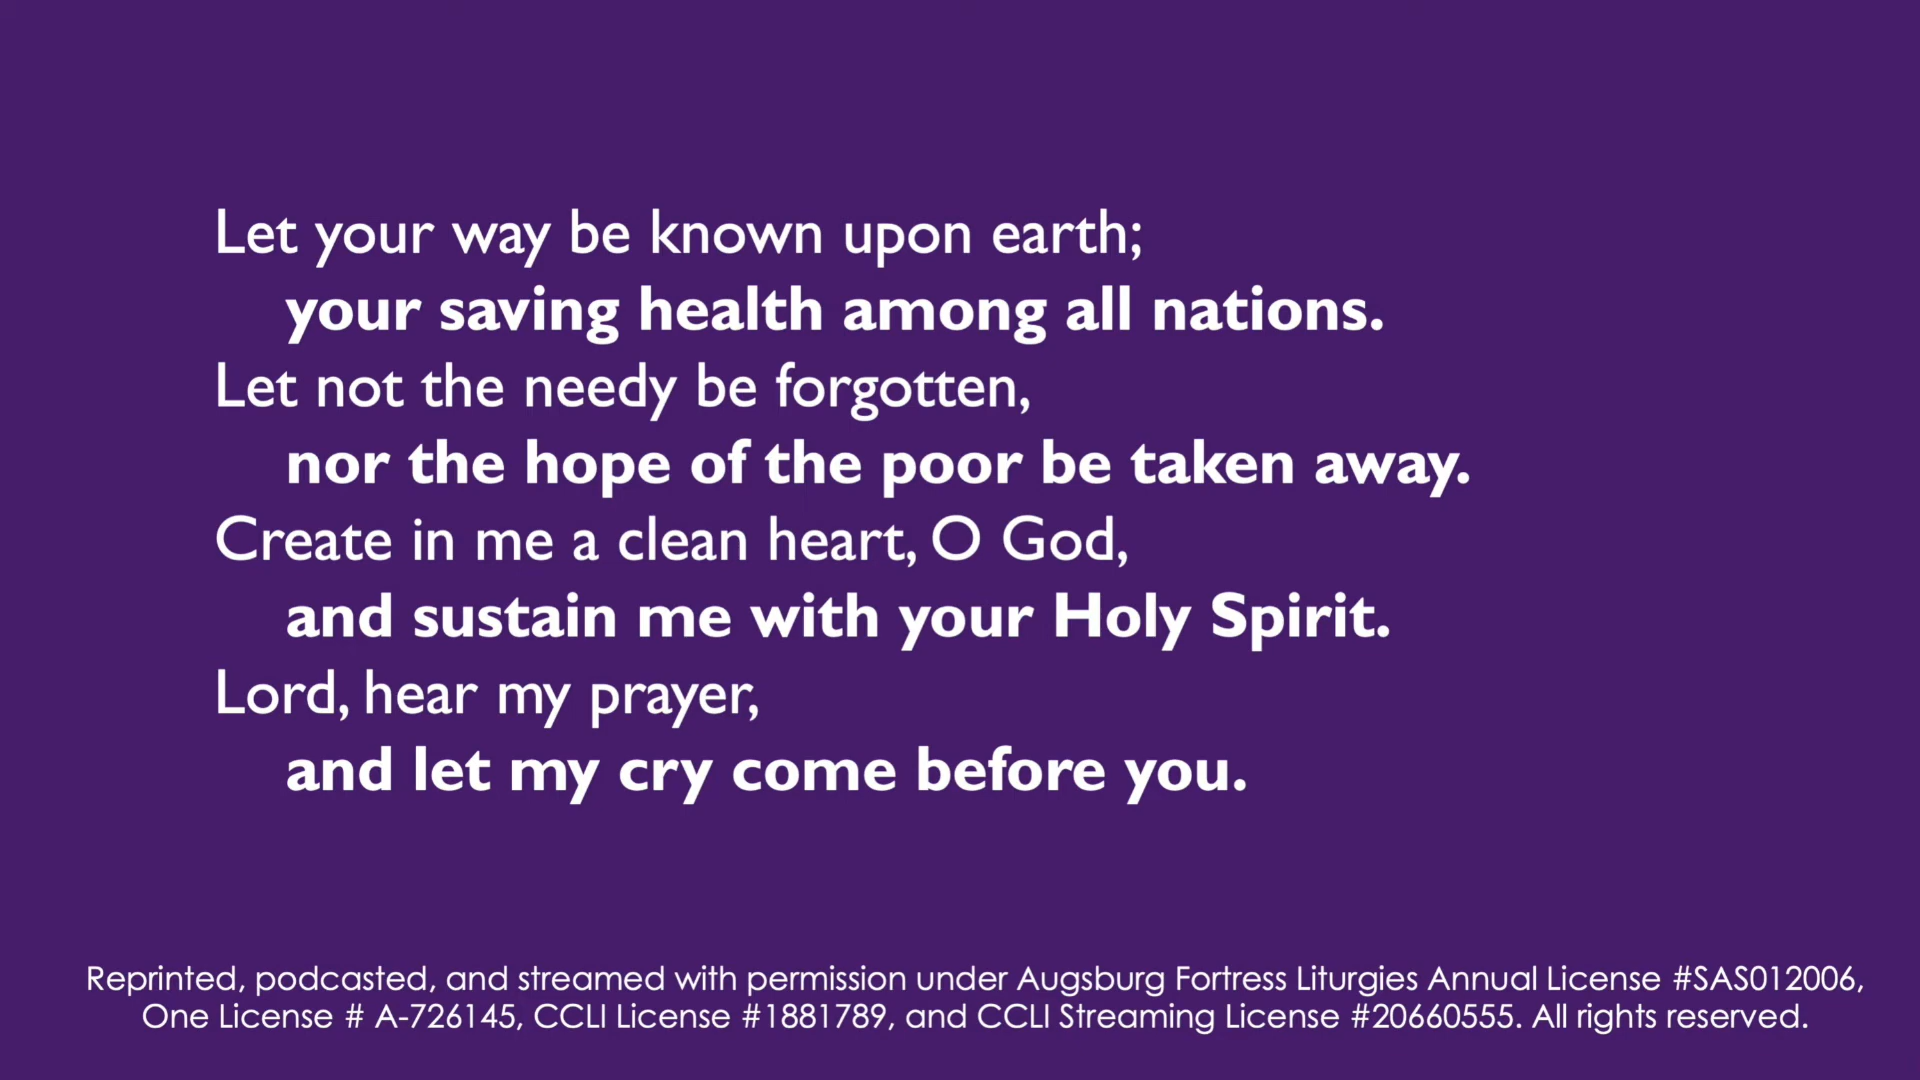 Let your way be known upon earth;
your saving health among all nations.
Let not the needy be forgotten,
nor the hope of the poor be taken away.
Create in me a clean heart, O God,
and sustain me with your Holy Spirit.
Lord, hear my prayer,
and let my cry come before you.
Reprinted, podcasted, and streamed with permission under Augsburg Fortress Liturgies Annual License #SAS012006,
One License # A-726145, CCLI License #1881789, and CCLI Streaming License #20660555. All rights reserved.